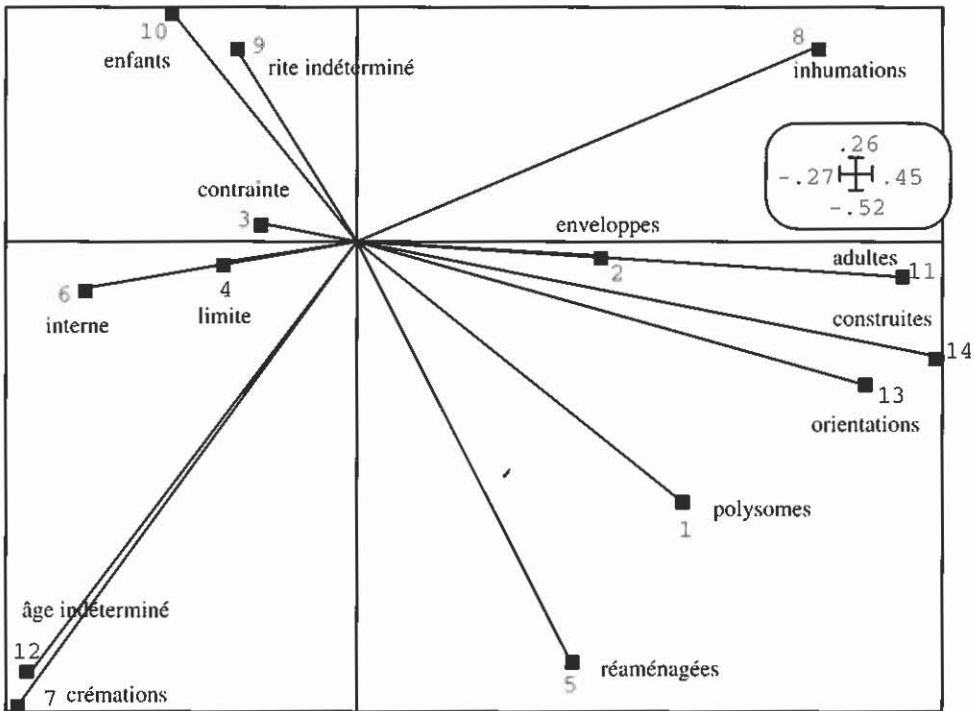 10
enfants
9
rite indéterminé
8
inhumations
.26
-.27 .45
-.52
contrainte
3
enveloppes
2
adultes
11
6
interne
4
limite
construites
14
13
orientations
polysomes
1
âge indéterminé
12
7 crémations
réaménagées
5